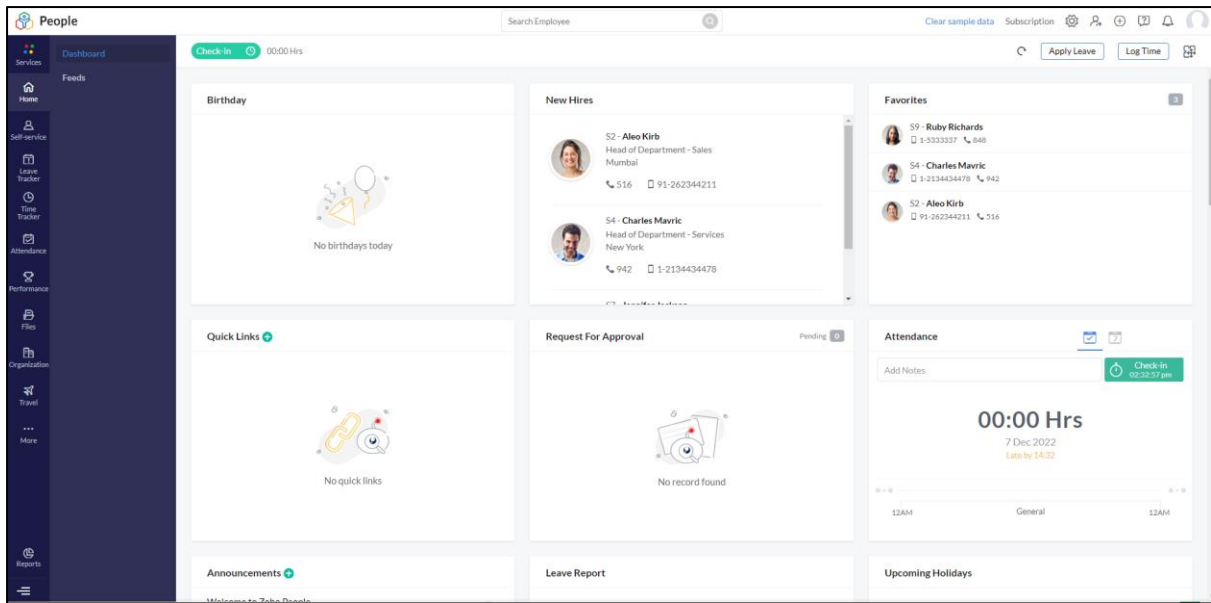 People
Search Employee
Clear sample data
Subscription
Services
Home
Self-service
Leave
Tracker
Time
Tracker
Attendance
Performance
Files
Organization
Travel
More
Reports
Dashboard
Feeds
Check-in
00:00 Hrs
Apply Leave
Log Time
Birthday
No birthdays today
New Hires
S2 - Aleo Kirb
Head of Department - Sales
Mumbai
516 91-262344211
S4 - Charles Mavric
Head of Department - Services
New York
942 1-2134434478
Favorites 3
S9 - Ruby Richards
1-5333337 848
S4 - Charles Mavric
1-2134434478 942
S2 - Aleo Kirb
91-262344211 516
Quick Links
No quick links
Request For Approval
Pending 0
No record found
Attendance
Add Notes
Check-in
02:32:57 pm
00:00 Hrs
7 Dec 2022
Late by 14:32
12AM General 12AM
Announcements
Leave Report
Upcoming Holidays